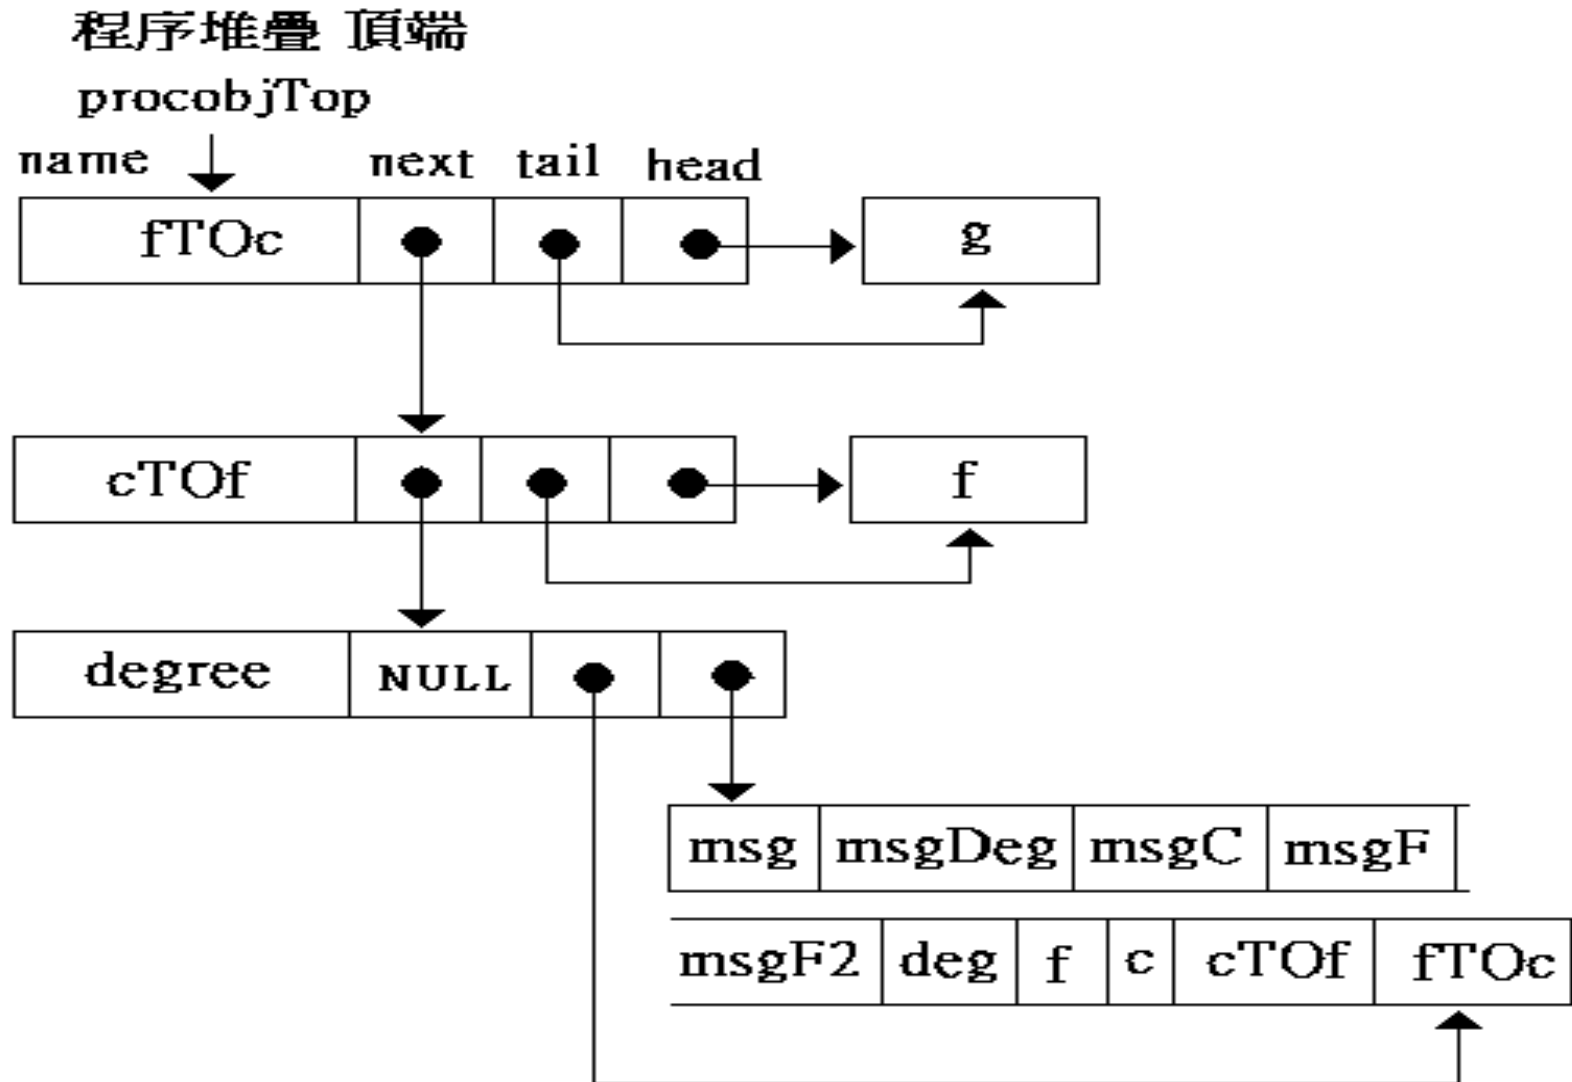 程序堆疊 頂端
procobjTop
name next tail head
fTOc g
cTOf f
degree NULL
msg msgDeg msgC msgF
msgF2 deg f c cTOf fTOc